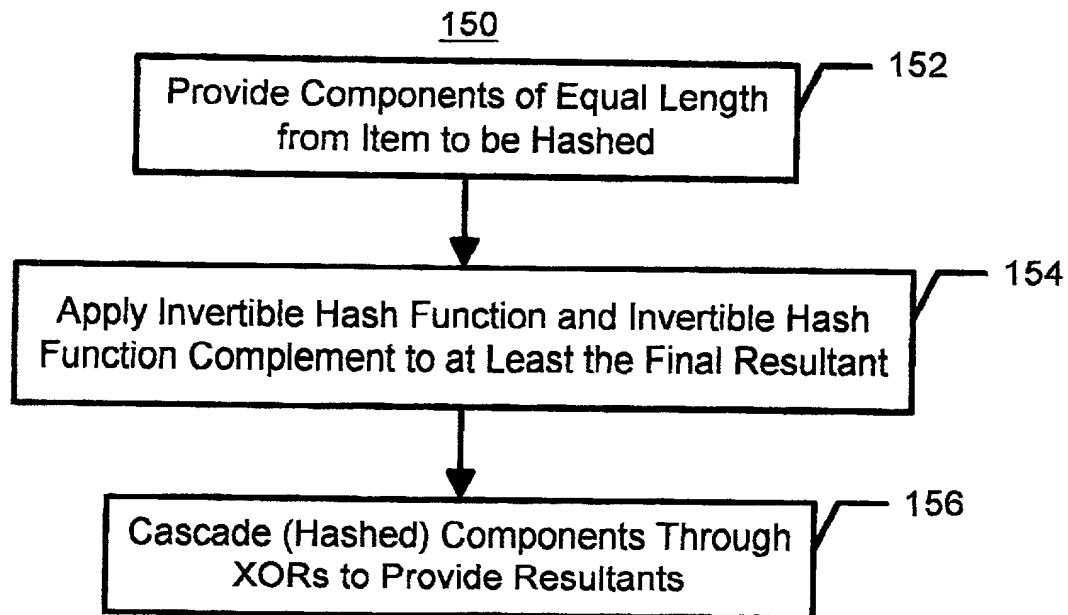 150
152
Provide Components of Equal Length
from Item to be Hashed
154
Apply Invertible Hash Function and Invertible Hash
Function Complement to at Least the Final Resultant
156
Cascade (Hashed) Components Through
XORs to Provide Resultants